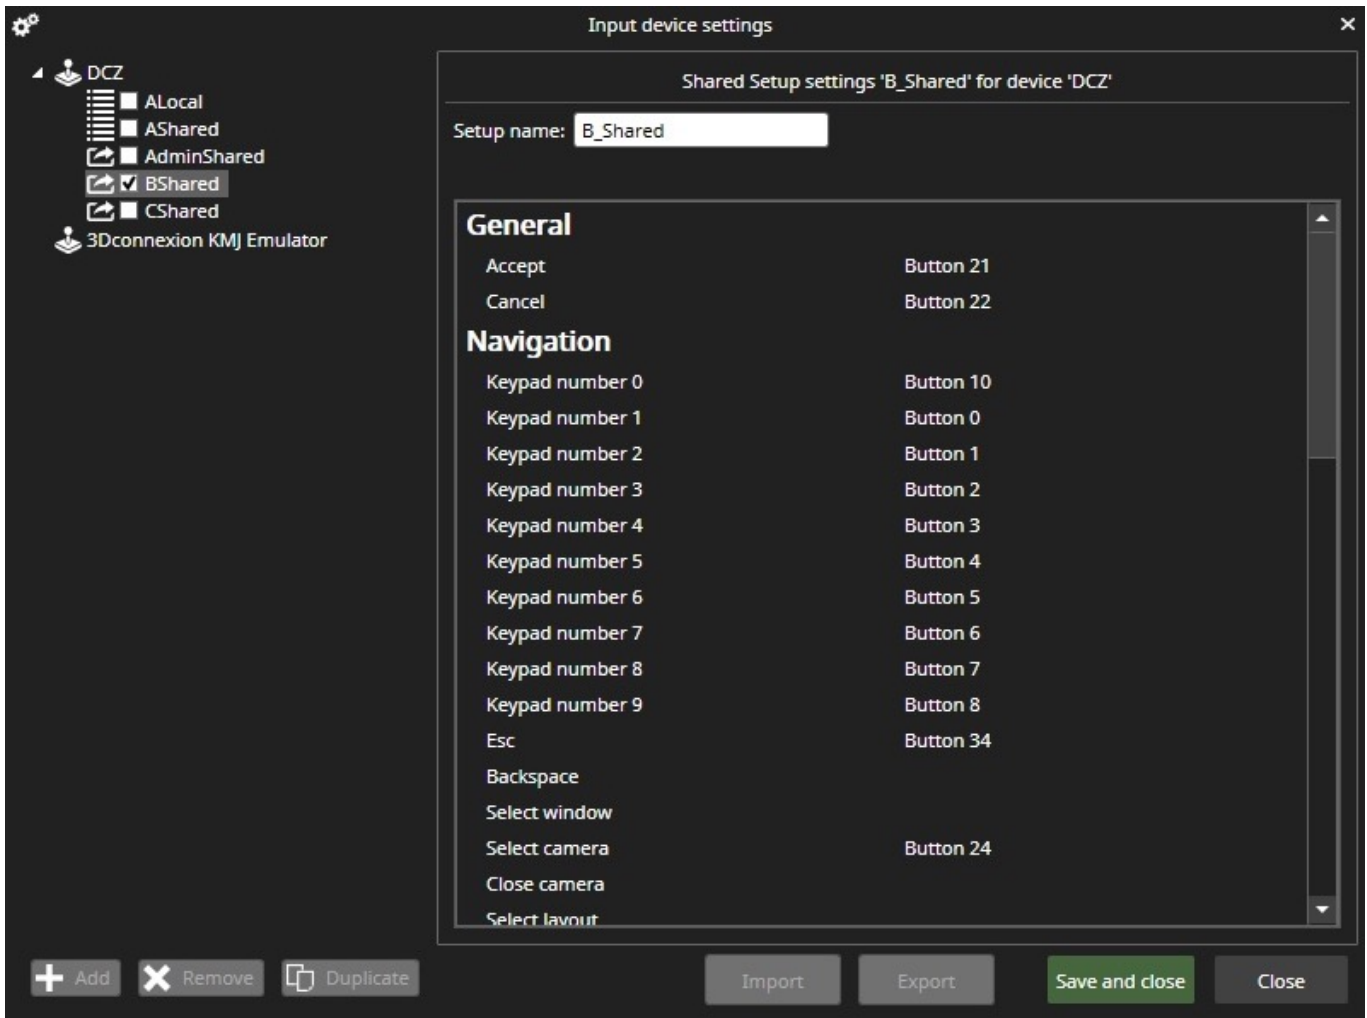 Input device settings
DCZ
ALocal
AShared
AdminShared
BShared
CShared
3Dconnexion KMJ Emulator
Shared Setup settings 'B_Shared' for device 'DCZ'
Setup name: B_Shared
General
Accept Button 21
Cancel Button 22
Navigation
Keypad number 0 Button 10
Keypad number 1 Button 0
Keypad number 2 Button 1
Keypad number 3 Button 2
Keypad number 4 Button 3
Keypad number 5 Button 4
Keypad number 6 Button 5
Keypad number 7 Button 6
Keypad number 8 Button 7
Keypad number 9 Button 8
Esc Button 34
Backspace
Select window
Select camera Button 24
Close camera
Select layout
Add Remove Duplicate Import Export Save and close Close